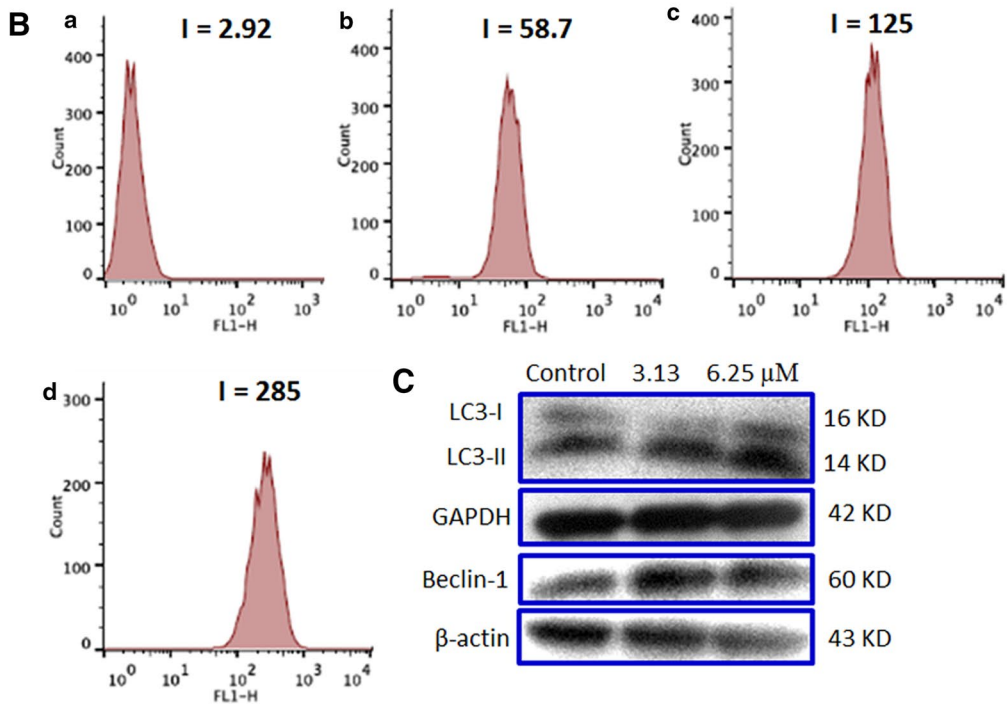 B
a
I = 2.92
400
300
200
100
0
Count
10^0 10^1 10^2 10^3
FL1-H
b
I = 58.7
400
300
200
100
0
Count
10^0 10^1 10^2 10^3 10^4
FL1-H
c
I = 125
400
300
200
100
0
Count
10^0 10^1 10^2 10^3 10^4
FL1-H
d
I = 285
300
200
100
0
Count
10^0 10^1 10^2 10^3 10^4
FL1-H
C
Control 3.13 6.25 μM
LC3-I 16 KD
LC3-II 14 KD
GAPDH 42 KD
Beclin-1 60 KD
β-actin 43 KD